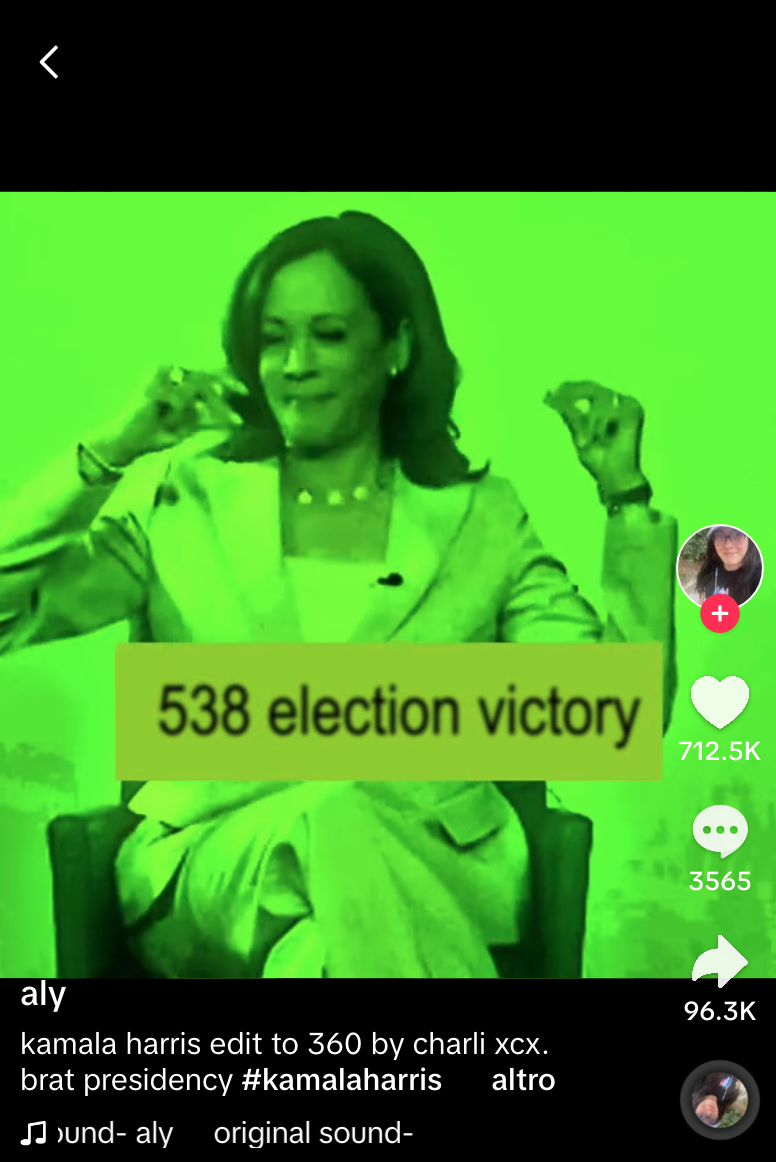 538 election victory
712.5K
3565
96.3K
aly
kamala harris edit to 360 by charli xcx.
brat presidency #kamalaharris altro
ound- aly original sound-